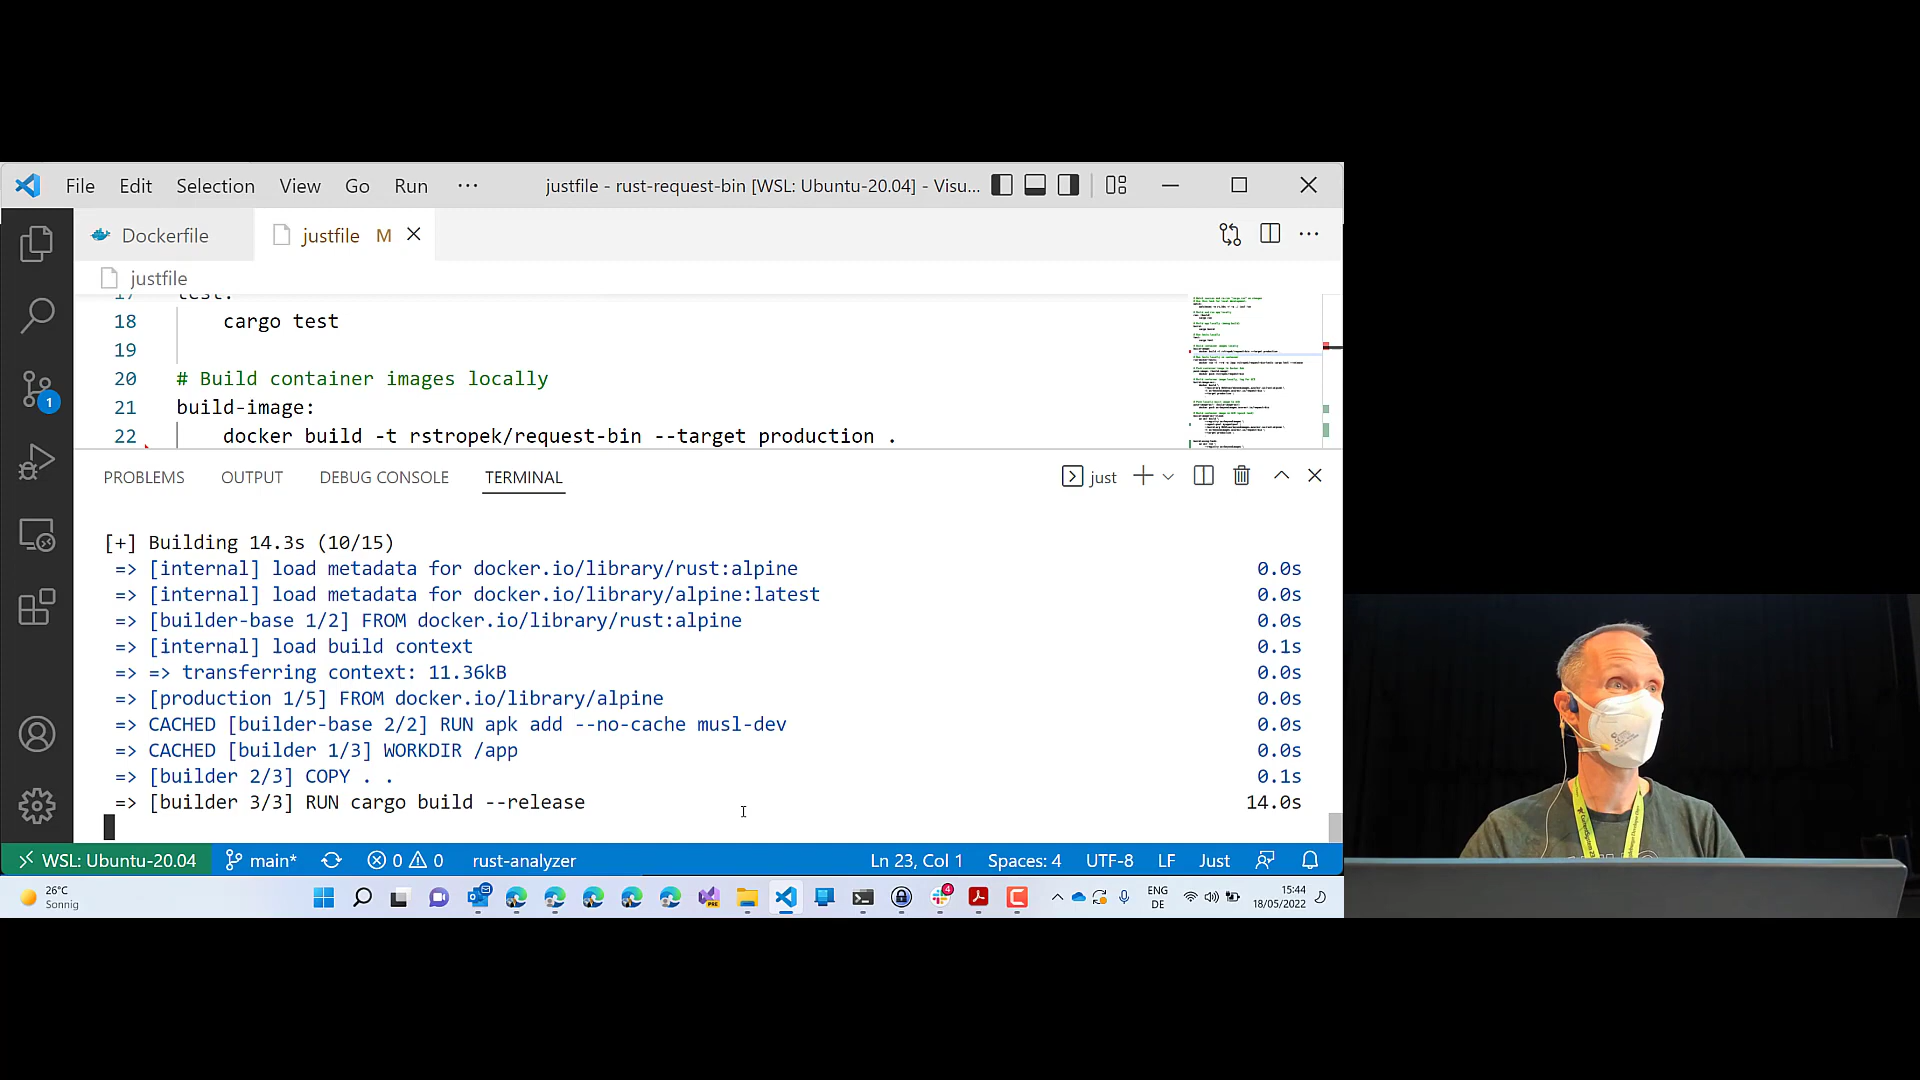 File Edit Selection View Go Run ··· justfile - rust-request-bin [WSL: Ubuntu-20.04] - Visu...
Dockerfile justfile M
justfile
17 test:
18 cargo test
19
20 # Build container images locally
21 build-image:
22 docker build -t rstropek/request-bin --target production .
PROBLEMS OUTPUT DEBUG CONSOLE TERMINAL just
[+] Building 14.3s (10/15)
=> [internal] load metadata for docker.io/library/rust:alpine 0.0s
=> [internal] load metadata for docker.io/library/alpine:latest 0.0s
=> [builder-base 1/2] FROM docker.io/library/rust:alpine 0.0s
=> [internal] load build context 0.1s
=> => transferring context: 11.36kB 0.0s
=> [production 1/5] FROM docker.io/library/alpine 0.0s
=> CACHED [builder-base 2/2] RUN apk add --no-cache musl-dev 0.0s
=> CACHED [builder 1/3] WORKDIR /app 0.0s
=> [builder 2/3] COPY . . 0.1s
=> [builder 3/3] RUN cargo build --release 14.0s
1
WSL: Ubuntu-20.04 main* 0 0 rust-analyzer Ln 23, Col 1 Spaces: 4 UTF-8 LF Just
26°C
Sonnig
PRE
4
ENG
DE
15:44
18/05/2022